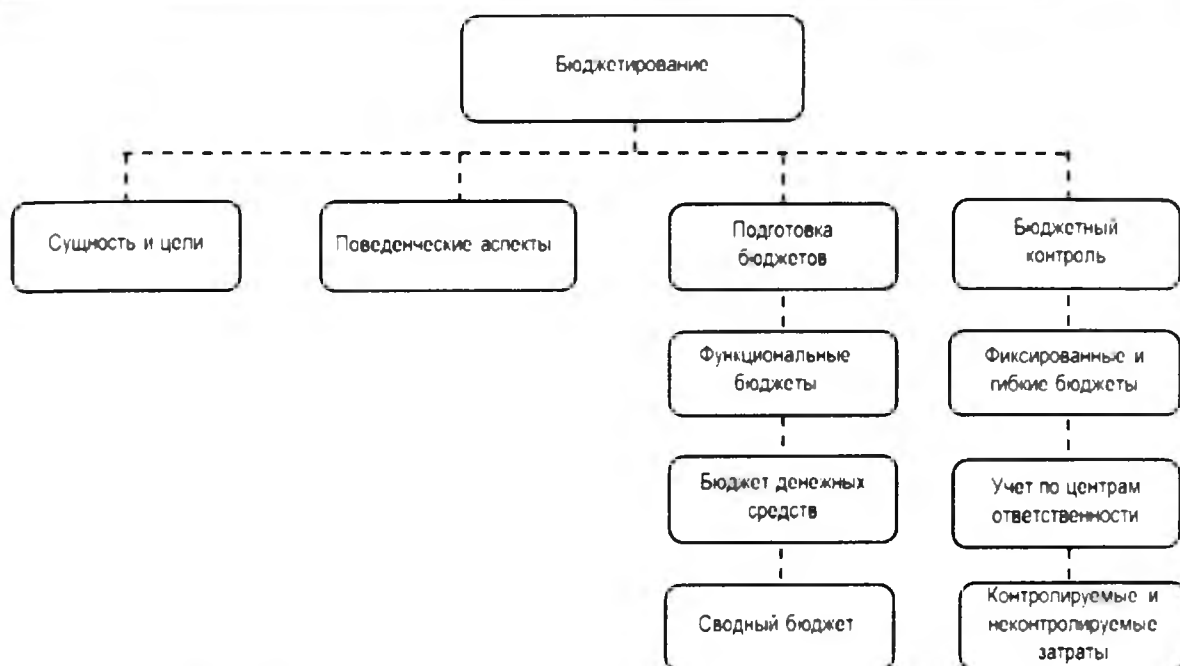 Бюджетирование
Сущность и цели
Поведенческие аспекты
Подготовка
бюджетов
Бюджетный
контроль
Функциональные
бюджеты
Фиксированные и
гибкие бюджеты
Бюджет денежных
средств
Учет по центрам
ответственности
Сводный бюджет
Контролируемые и
неконтролируемые
затраты